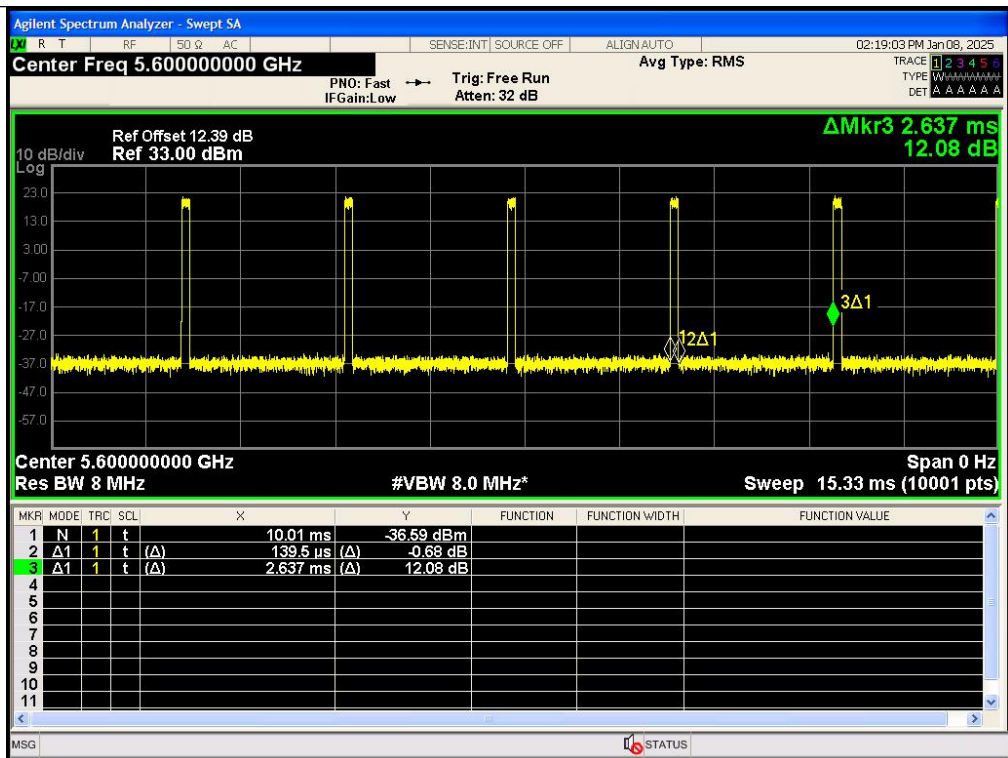 Agilent Spectrum Analyzer - Swept SA
LXI R T RF 50 Ω AC SENSE:INT SOURCE OFF ALIGN AUTO 02:19:03 PM Jan 08, 2025
Center Freq 5.600000000 GHz
PNO: Fast
IFGain:Low
Trig: Free Run
Atten: 32 dB
Avg Type: RMS
TRACE 1 2 3 4 5 6
TYPE W
DET A A A A A A
ΔMkr3 2.637 ms
12.08 dB
Ref Offset 12.39 dB
10 dB/div Ref 33.00 dBm
Log
23.0
13.0
3.00
-7.00
-17.0
-27.0
-37.0
-47.0
-57.0
3Δ1
1 2Δ1
Center 5.600000000 GHz Span 0 Hz
Res BW 8 MHz #VBW 8.0 MHz* Sweep 15.33 ms (10001 pts)
MKR MODE TRC SCL X Y FUNCTION FUNCTION WIDTH FUNCTION VALUE
1 N 1 t 10.01 ms -36.59 dBm
2 Δ1 1 t (Δ) 139.5 µs (Δ) -0.68 dB
3 Δ1 1 t (Δ) 2.637 ms (Δ) 12.08 dB
4
5
6
7
8
9
10
11
MSG STATUS